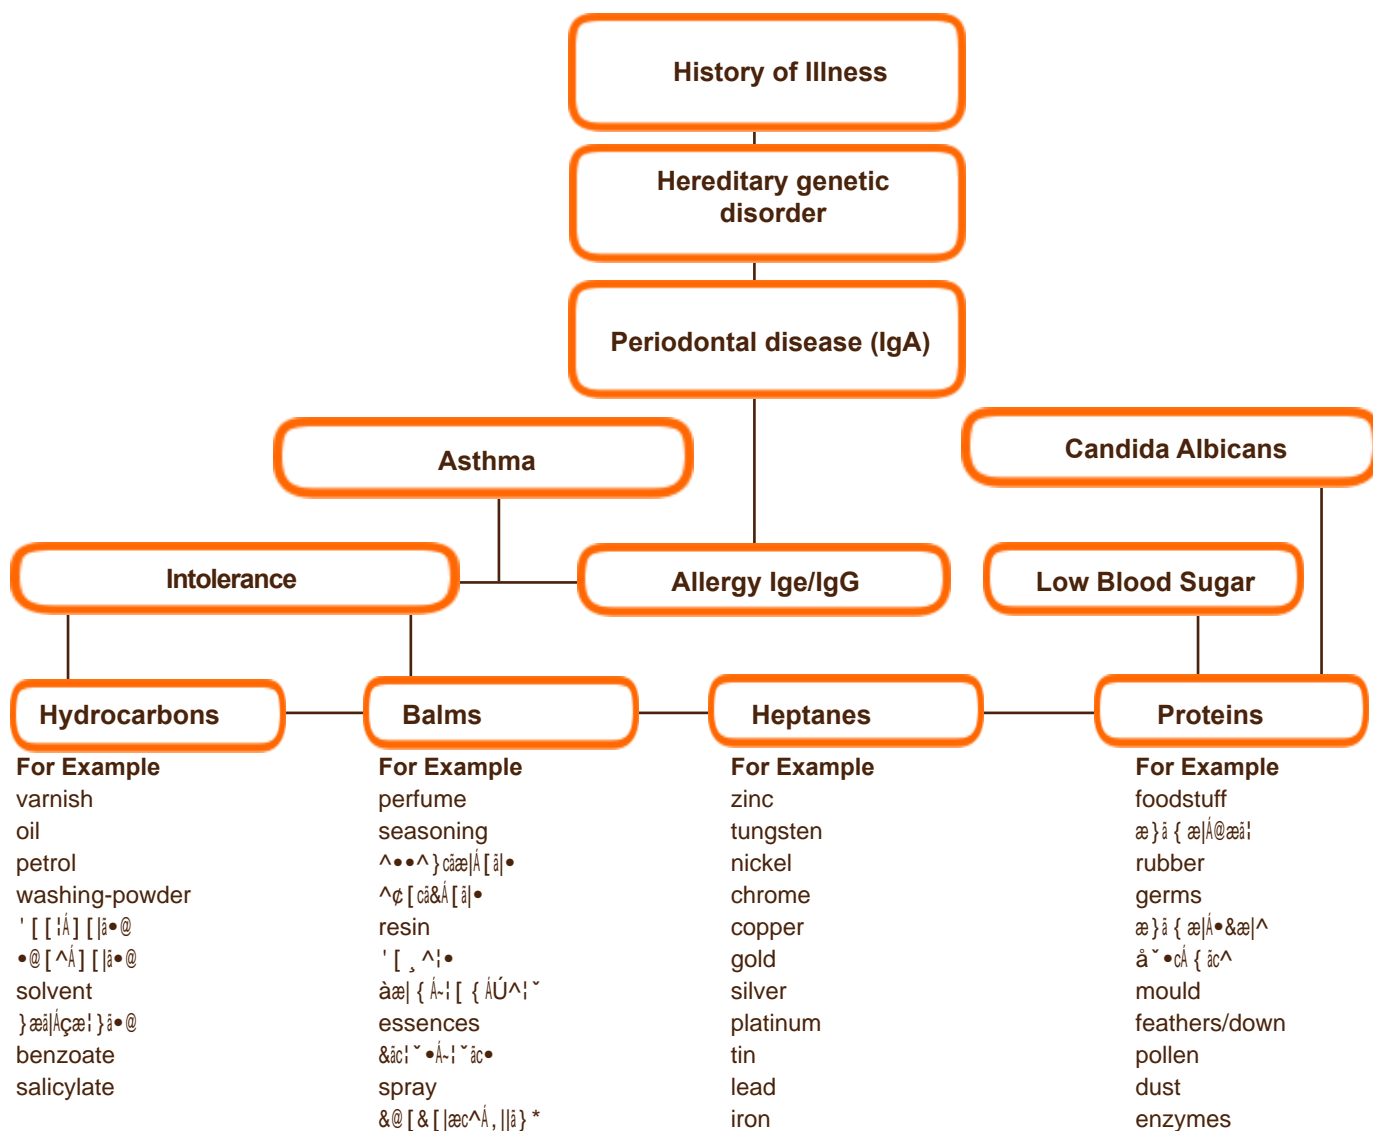 History of Illness
Hereditary genetic
disorder
Periodontal disease (IgA)
Asthma
Candida Albicans
Intolerance
Allergy Ige/IgG
Low Blood Sugar
Hydrocarbons
Balms
Heptanes
Proteins
For Example
varnish
oil
petrol
washing-powder
solvent
benzoate
salicylate
For Example
perfume
seasoning
resin
essences
spray
For Example
zinc
tungsten
nickel
chrome
copper
gold
silver
platinum
tin
lead
iron
For Example
foodstuff
rubber
germs
mould
feathers/down
pollen
dust
enzymes